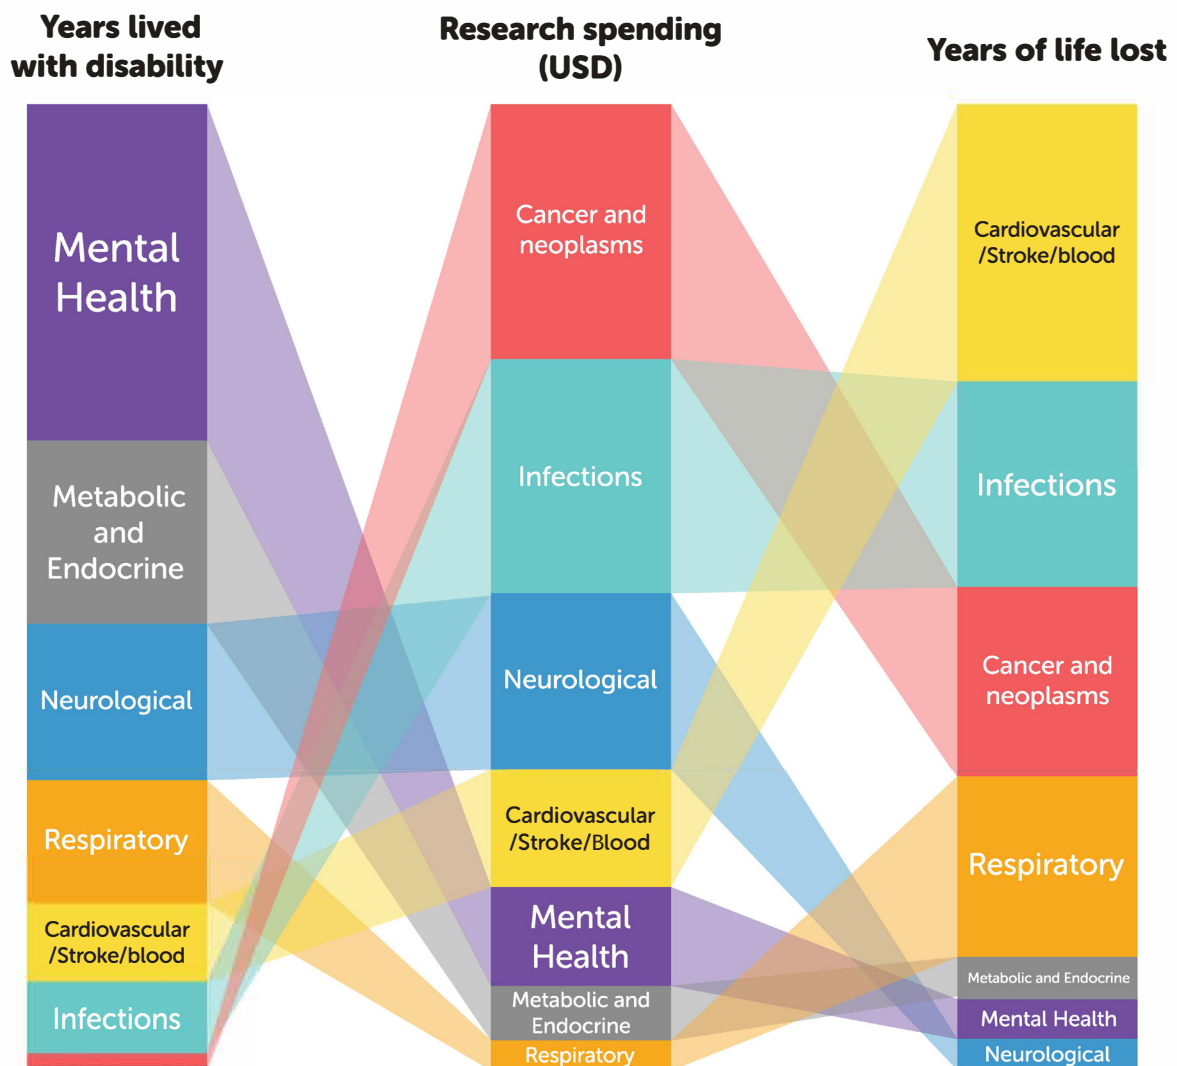 Years lived
with disability
Mental
Health
Metabolic
and
Endocrine
Neurological
Respiratory
Cardiovascular
/Stroke/blood
Infections
Research spending
(USD)
Cancer and
neoplasms
Infections
Neurological
Cardiovascular
/Stroke/Blood
Mental
Health
Metabolic and
Endocrine
Respiratory
Years of life lost
Cardiovascular
/Stroke/blood
Infections
Cancer and
neoplasms
Respiratory
Metabolic and Endocrine
Mental Health
Neurological